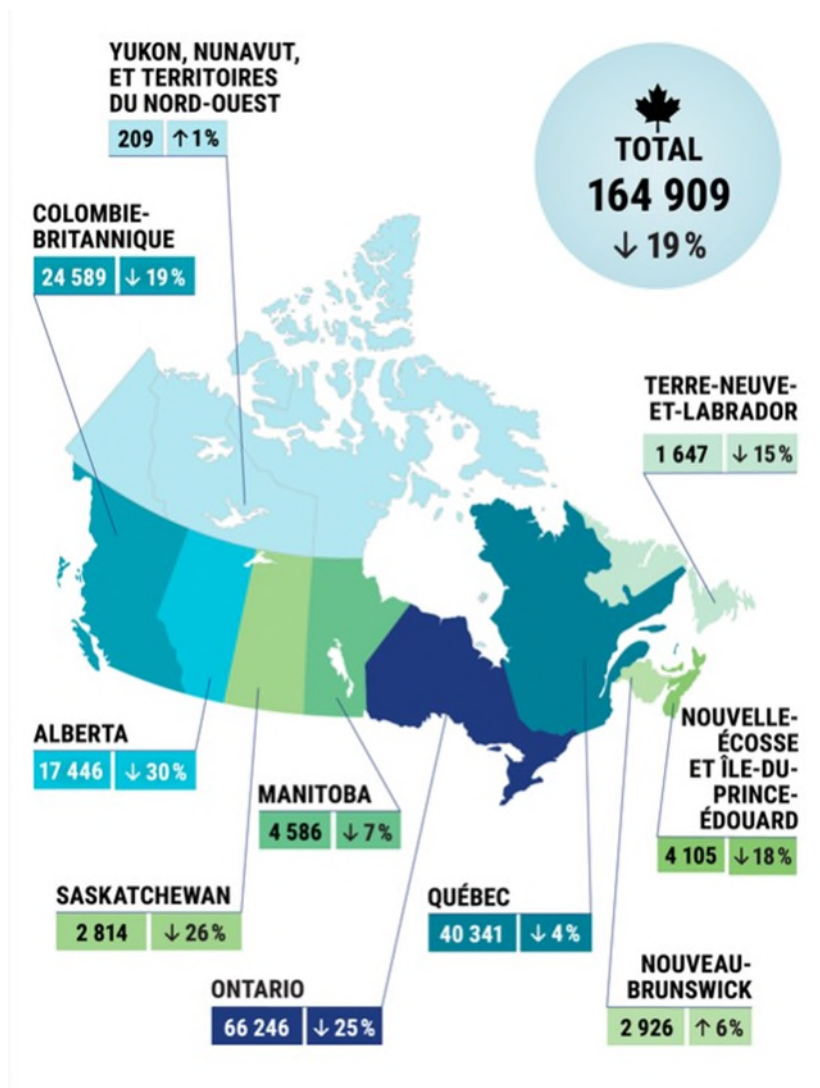 YUKON, NUNAVUT,
ET TERRITOIRES
DU NORD-OUEST
209 ↑1%
TOTAL
164 909
↓ 19%
COLOMBIE-
BRITANNIQUE
24 589 ↓ 19%
TERRE-NEUVE-
ET-LABRADOR
1 647 ↓ 15%
ALBERTA
17 446 ↓ 30%
MANITOBA
4 586 ↓ 7%
NOUVELLE-
ÉCOSSE
ET ÎLE-DU-
PRINCE-
ÉDOUARD
4 105 ↓ 18%
SASKATCHEWAN
2 814 ↓ 26%
QUÉBEC
40 341 ↓ 4%
ONTARIO
66 246 ↓ 25%
NOUVEAU-
BRUNSWICK
2 926 ↑ 6%